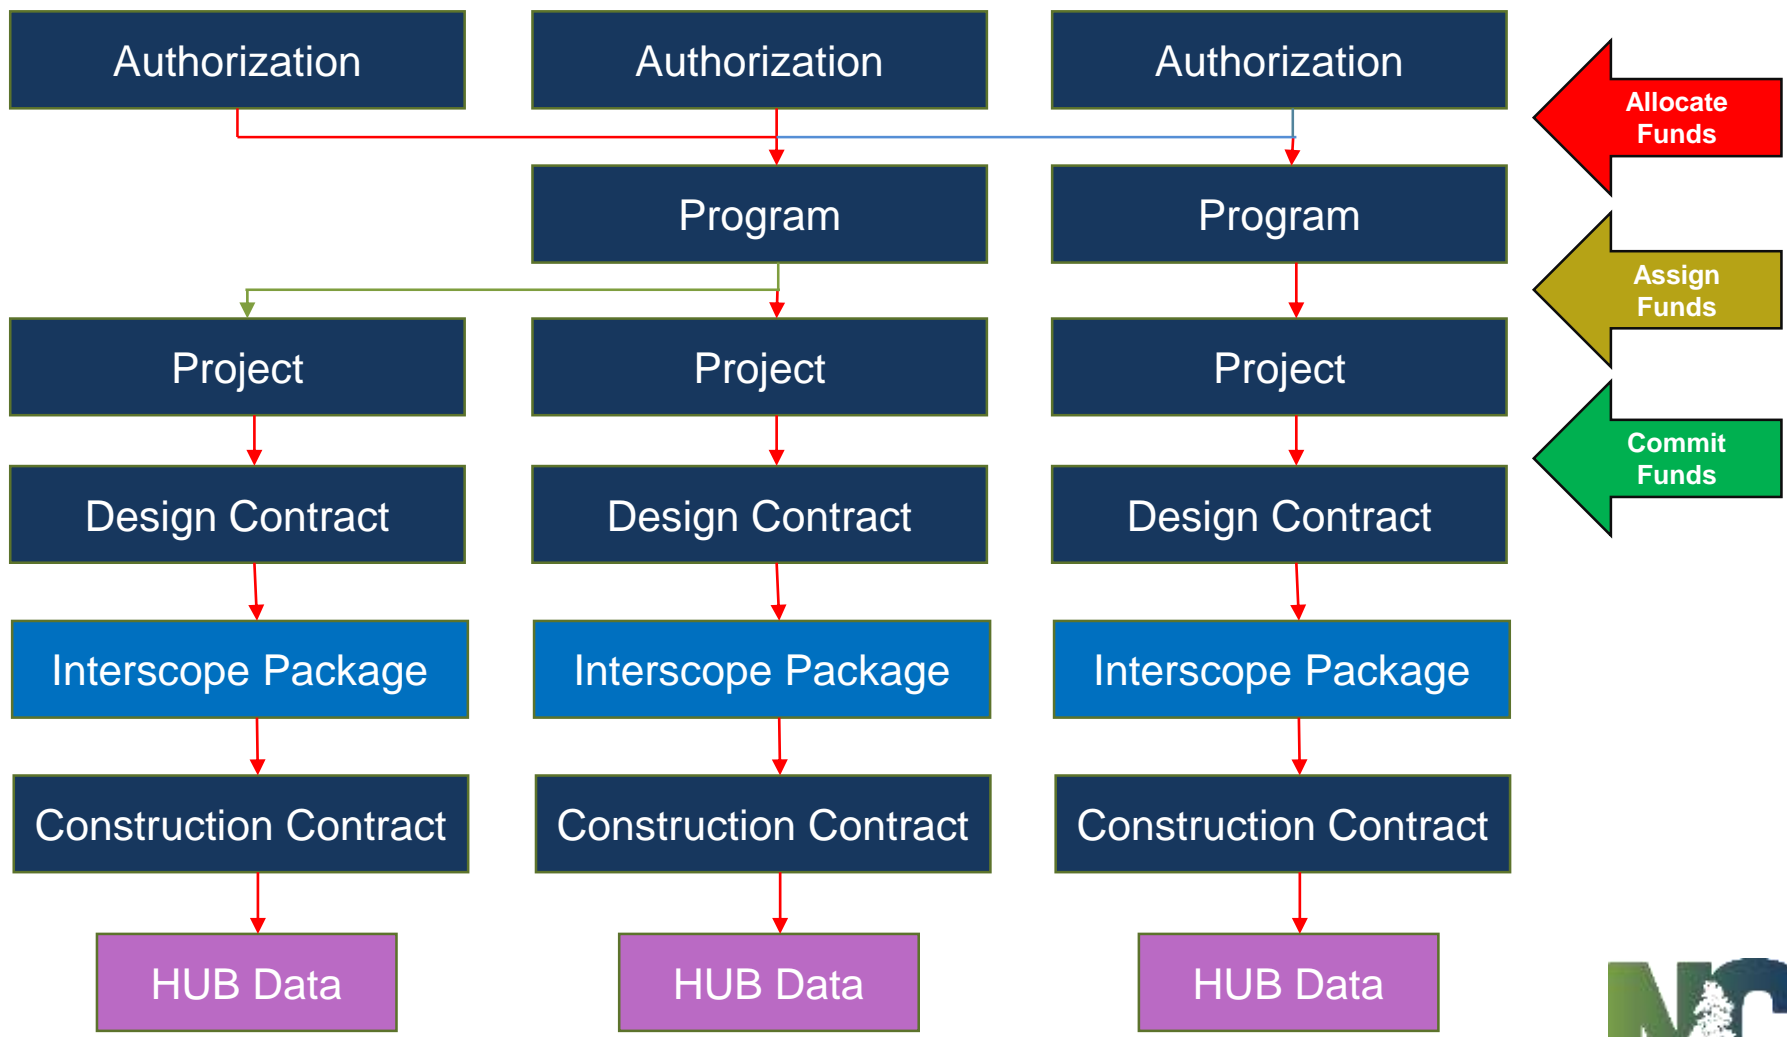 Authorization
Authorization
Authorization
Allocate
Funds
Program
Program
Assign
Funds
Project
Project
Project
Commit
Funds
Design Contract
Design Contract
Design Contract
Interscope Package
Interscope Package
Interscope Package
Construction Contract
Construction Contract
Construction Contract
HUB Data
HUB Data
HUB Data
NC